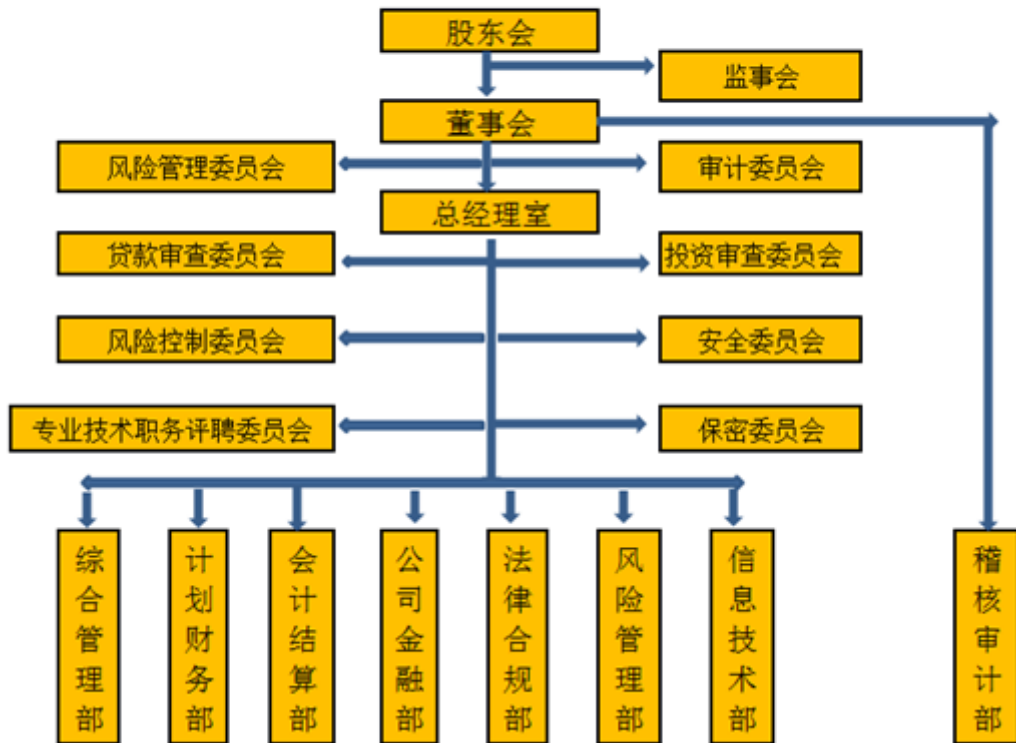 股东会
监事会
董事会
风险管理委员会
审计委员会
总经理室
贷款审查委员会
投资审查委员会
风险控制委员会
安全委员会
专业技术职务评聘委员会
保密委员会
综合管理部
计划财务部
会计结算部
公司金融部
法律合规部
风险管理部
信息技术部
稽核审计部